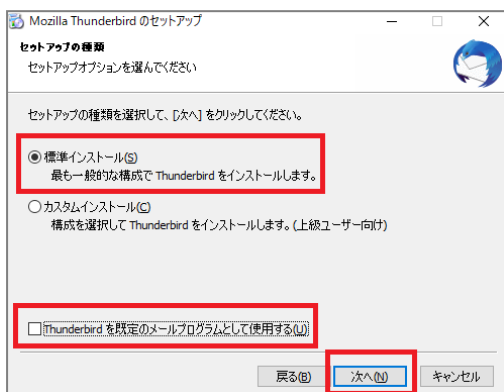 Mozilla Thunderbird のセットアップ
セットアップの種類
セットアップオプションを選んでください
セットアップの種類を選択して、[次へ] をクリックしてください。
標準インストール(S)
最も一般的な構成で Thunderbird をインストールします。
カスタムインストール(C)
構成を選択して Thunderbird をインストールします。(上級ユーザー向け)
Thunderbird を既定のメールプログラムとして使用する(U)
戻る(B) 次へ(N) キャンセル